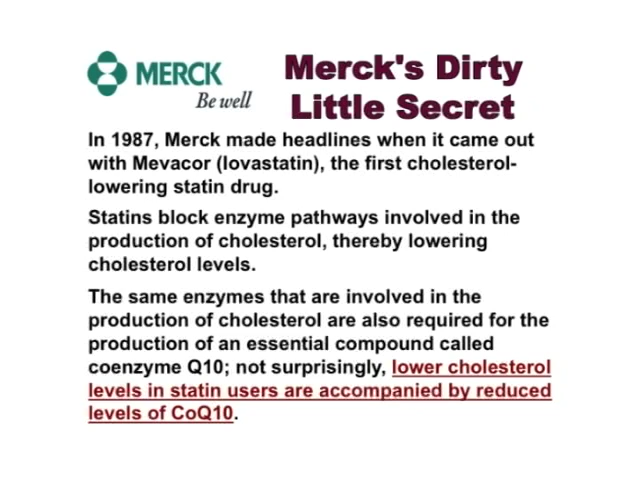 MERCK
Be well
Merck's Dirty
Little Secret
In 1987, Merck made headlines when it came out
with Mevacor (lovastatin), the first cholesterol-
lowering statin drug.
Statins block enzyme pathways involved in the
production of cholesterol, thereby lowering
cholesterol levels.
The same enzymes that are involved in the
production of cholesterol are also required for the
production of an essential compound called
coenzyme Q10; not surprisingly, lower cholesterol
levels in statin users are accompanied by reduced
levels of CoQ10.